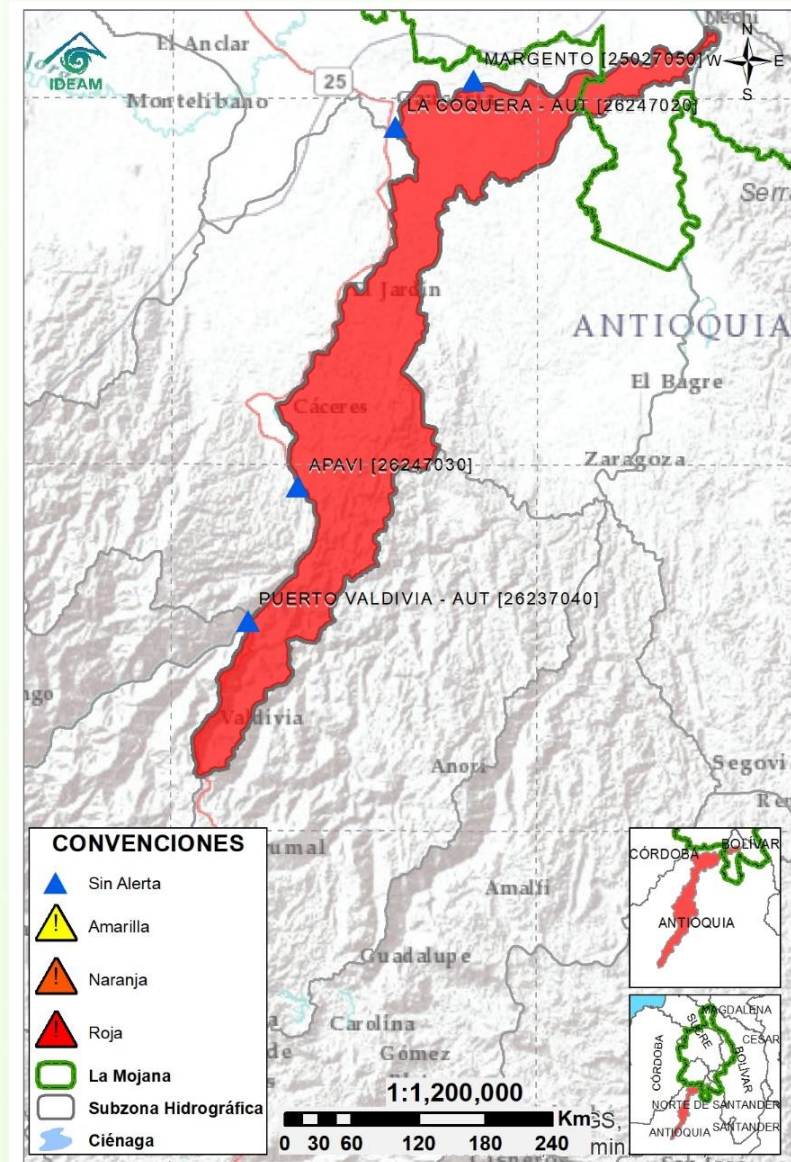 Nechí
N
W E
S
IDEAM
El Anclar
25
Montelíbano
MARGENTO [25027050]
LA COQUERA - AUT [26247020]
El Jardín
ANTIOQUIA
El Bagre
Cáceres
Zaragoza
APAVI [26247030]
PUERTO VALDIVIA - AUT [26237040]
Valdivia
Anorí
Amalfi
Guadalupe
Carolina
Gómez
CONVENCIONES
Sin Alerta
Amarilla
Naranja
Roja
La Mojana
Subzona Hidrográfica
Ciénaga
1:1,200,000
Km
0 30 60 120 180 240
CÓRDOBA
BOLÍVAR
ANTIOQUIA
MAGDALENA
SUCRE
CESAR
CÓRDOBA
BOLÍVAR
NORTE DE SANTANDER
SANTANDER
ANTIOQUIA